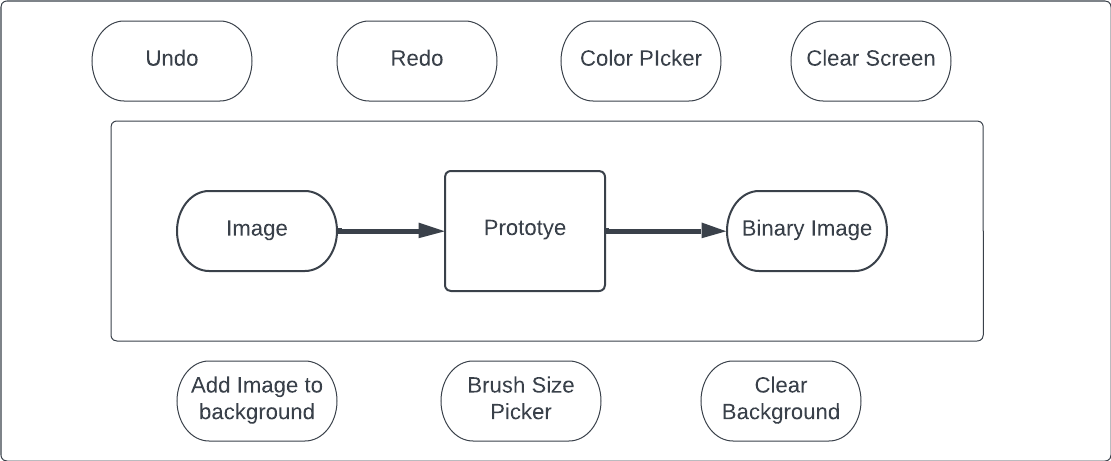 Undo
Redo
Color PIcker
Clear Screen
Image
Prototye
Binary Image
Add Image to
background
Brush Size
Picker
Clear
Background